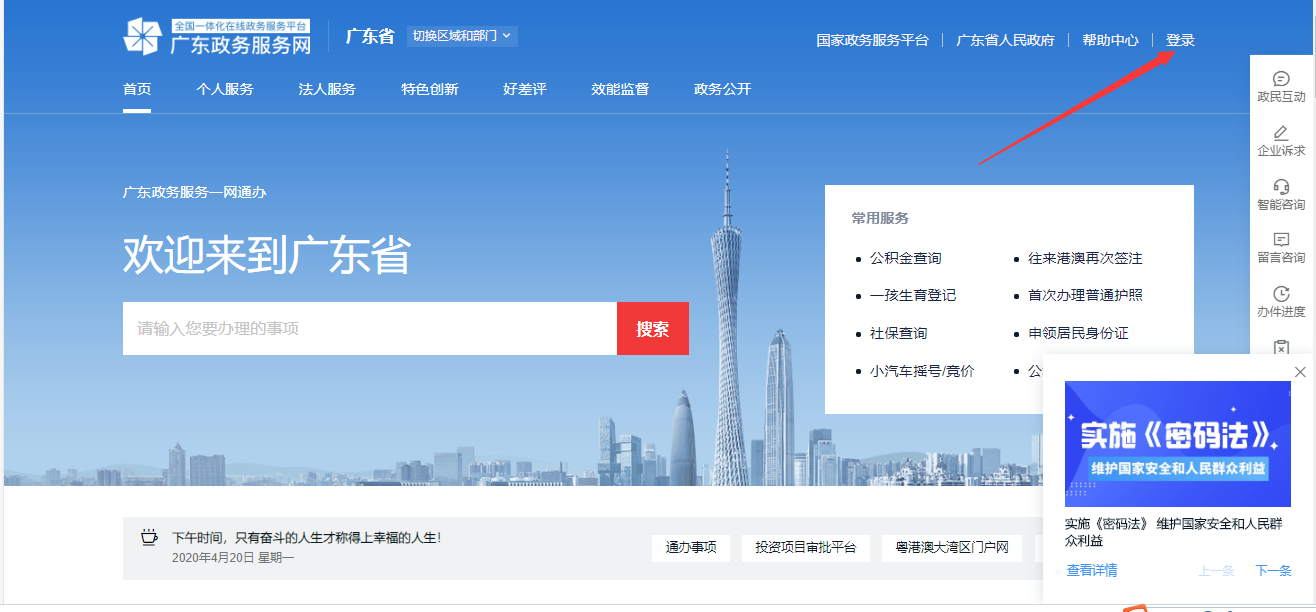 全国一体化在线政务服务平台
广东政务服务网
广东省 切换区域和部门
国家政务服务平台 | 广东省人民政府 | 帮助中心 | 登录
首页 个人服务 法人服务 特色创新 好差评 效能监督 政务公开
政民互动
企业诉求
智能咨询
留言咨询
办件进度
广东政务服务一网通办
欢迎来到广东省
请输入您要办理的事项 搜索
常用服务
公积金查询 往来港澳再次签注
一孩生育登记 首次办理普通护照
社保查询 申领居民身份证
小汽车摇号/竞价 公
实施《密码法》
维护国家安全和人民群众利益
实施《密码法》 维护国家安全和人民群
众利益
查看详情 上一条 下一条
下午时间，只有奋斗的人生才称得上幸福的人生！
2020年4月20日 星期一
通办事项 投资项目审批平台 粤港澳大湾区门户网